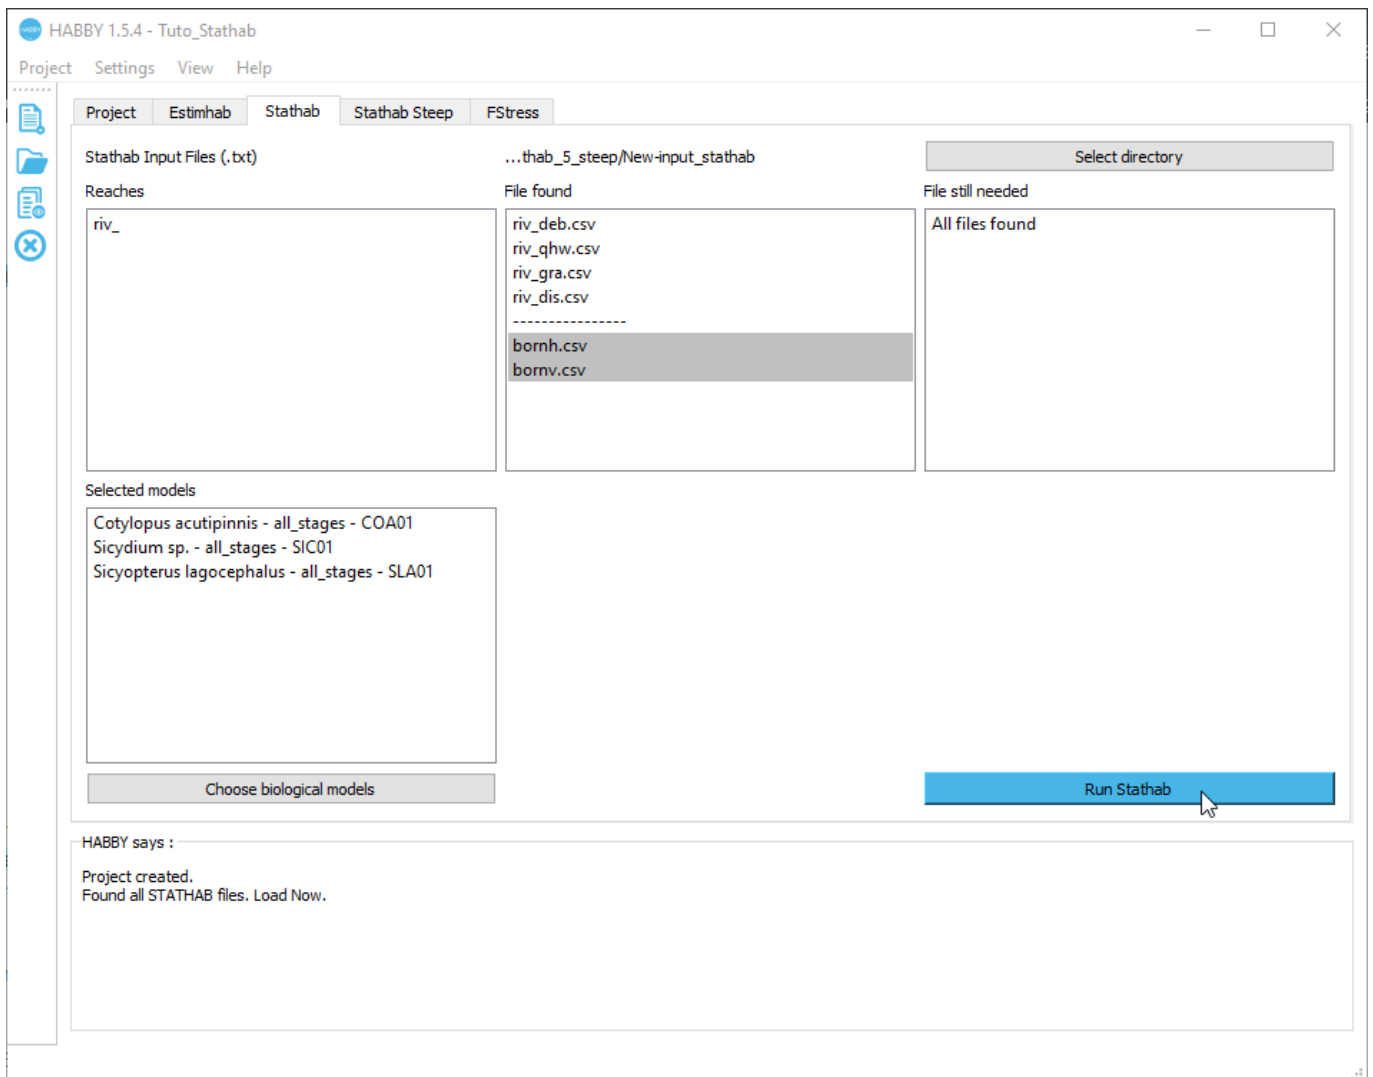 HABBY 1.5.4 - Tuto_Stathab
Project Settings View Help
Project Estimhab Stathab Stathab Steep FStress
Stathab Input Files (.txt) ...thab_5_steep/New-input_stathab Select directory
Reaches File found File still needed
riv_ riv_deb.csv All files found
riv_qhw.csv
riv_gra.csv
riv_dis.csv
----------------
bornh.csv
bornv.csv
Selected models
Cotylopus acutipinnis - all_stages - COA01
Sicydium sp. - all_stages - SIC01
Sicyopterus lagocephalus - all_stages - SLA01
Choose biological models Run Stathab
HABBY says :
Project created.
Found all STATHAB files. Load Now.